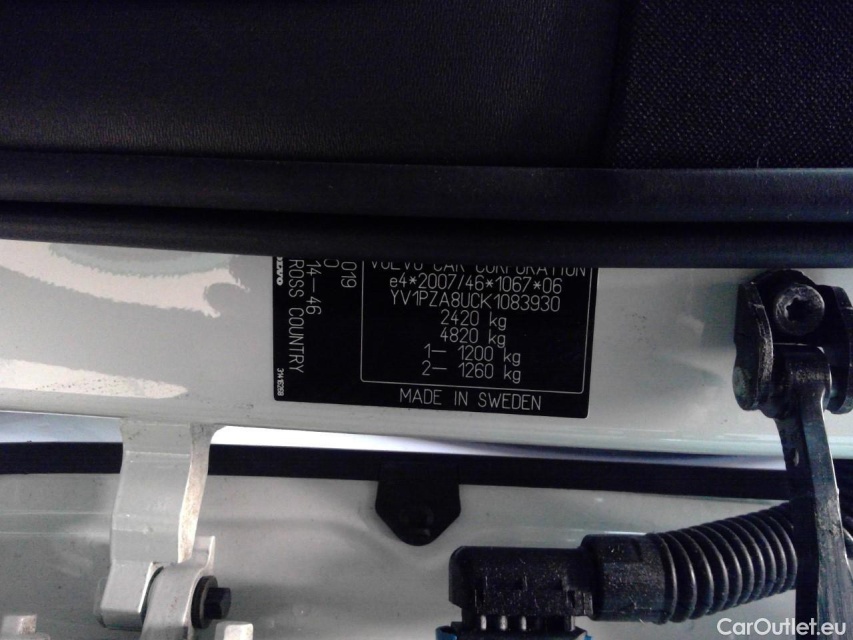 VOLVO CAR CORPORATION
e4*2007/46*1067*06
YV1PZA8UCK1083930
2420 kg
4820 kg
1– 1200 kg
2– 1260 kg
MADE IN SWEDEN
019
14–46
ROSS COUNTRY
VOLVO
CarOutlet.eu